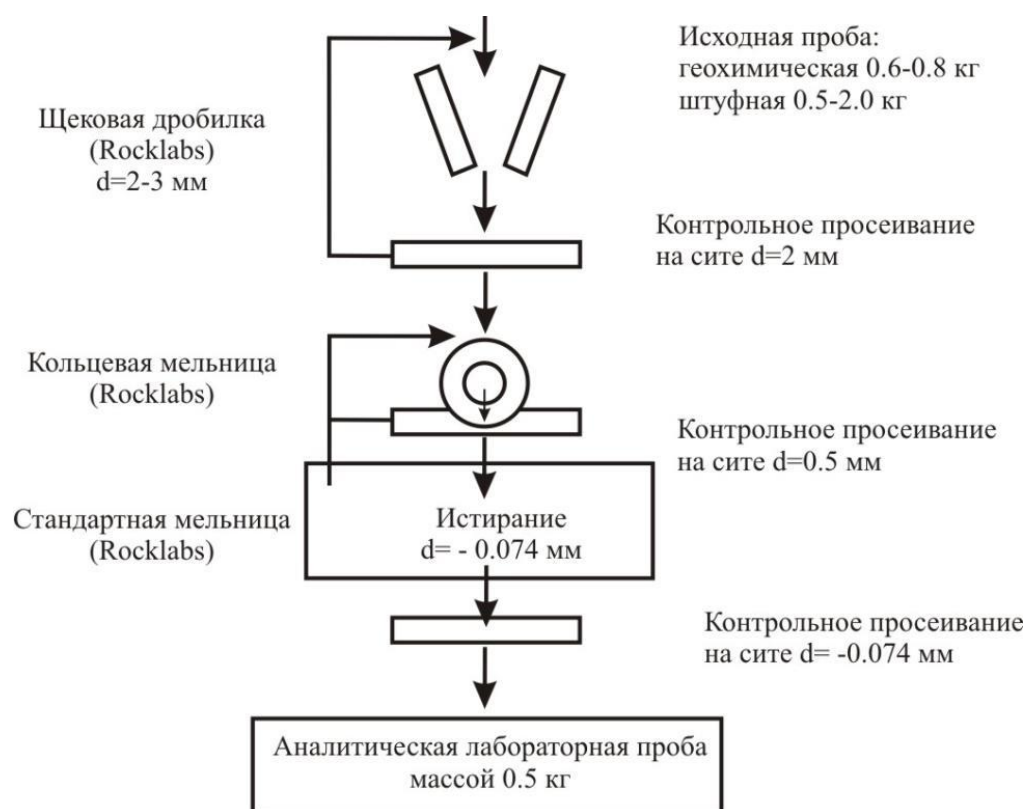 Исходная проба:
геохимическая 0.6-0.8 кг
штуфная 0.5-2.0 кг
Щековая дробилка
(Rocklabs)
d=2-3 мм
Контрольное просеивание
на сите d=2 мм
Кольцевая мельница
(Rocklabs)
Контрольное просеивание
на сите d=0.5 мм
Стандартная мельница
(Rocklabs)
Истирание
d= - 0.074 мм
Контрольное просеивание
на сите d= -0.074 мм
Аналитическая лабораторная проба
массой 0.5 кг